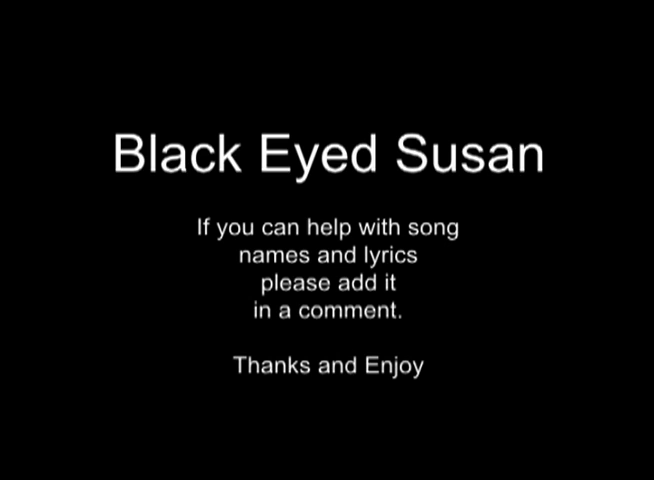 Black Eyed Susan
If you can help with song
names and lyrics
please add it
in a comment.
Thanks and Enjoy